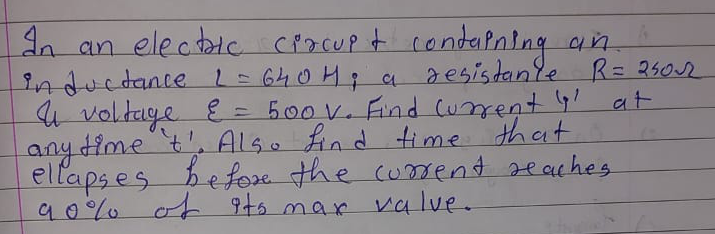 In an electric circuit containing an
inductance L = 640 H; a resistance R = 250 Ω
& voltage E = 500 V. Find current 'i' at
any time 't'. Also find time that
ellapses before the current reaches
90% of its max value.